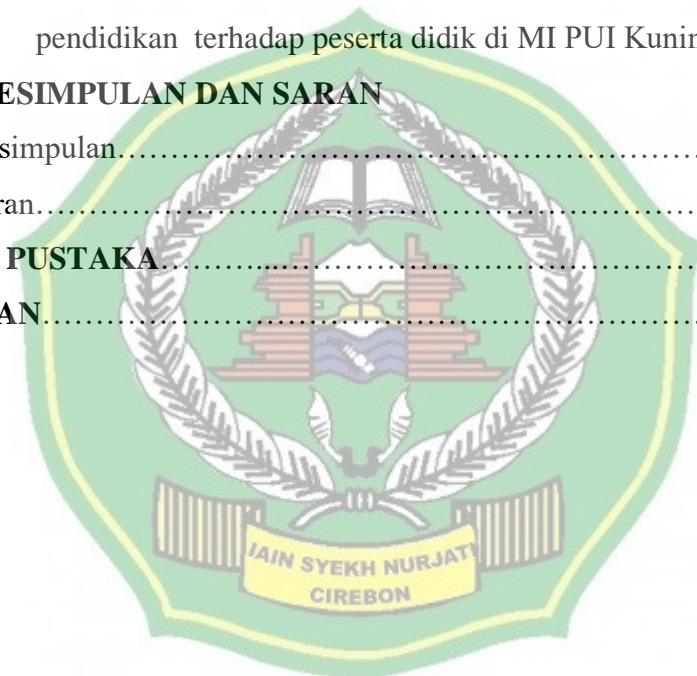 pendidikan  terhadap peserta didik di MI PUI Kunin
ESIMPULAN DAN SARAN
simpulan……………………………………………………
ran……………………………………………………………
PUSTAKA………...………………………………………
AN……………………………………………………………
IAIN SYEKH NURJATI
CIREBON